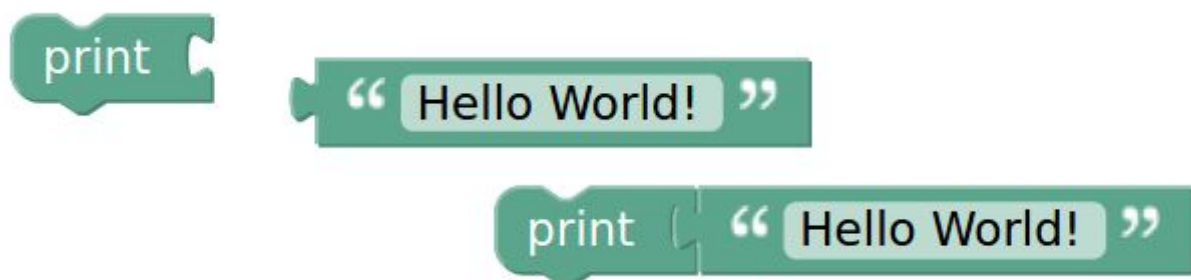 print
“ Hello World! ”
print “ Hello World! ”